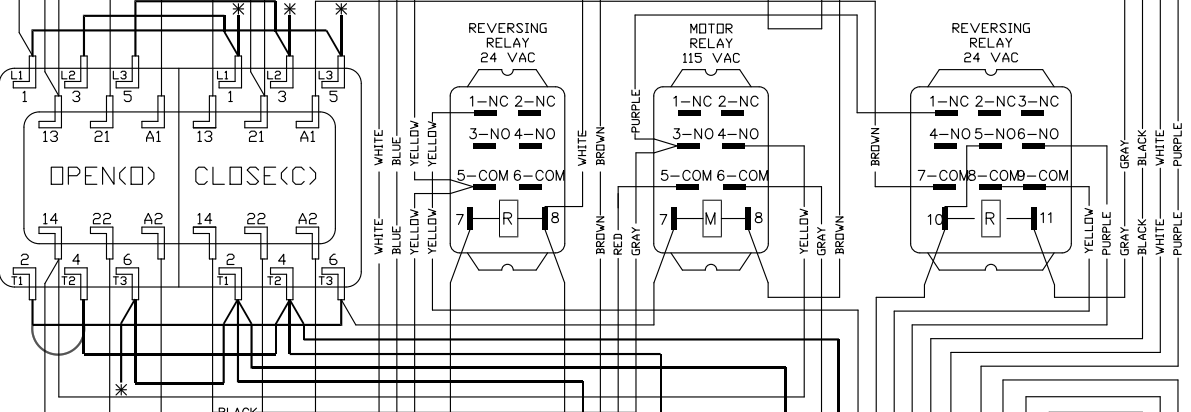 REVERSING
RELAY
24 VAC
MOTOR
RELAY
115 VAC
REVERSING
RELAY
24 VAC
L1 L2 L3 L1 L2 L3
1 3 5 1 3 5
13 21 A1 13 21 A1
OPEN(O) CLOSE(C)
14 22 A2 14 22 A2
2 4 6 2 4 6
T1 T2 T3 T1 T2 T3
WHITE
BLUE
YELLOW
YELLOW
WHITE
BLUE
YELLOW
YELLOW
1-NC 2-NC
3-NO 4-NO
5-COM 6-COM
7 R 8
WHITE
BROWN
BROWN
RED
GRAY
PURPLE
1-NC 2-NC
3-NO 4-NO
5-COM 6-COM
7 M 8
YELLOW
GRAY
BROWN
BROWN
1-NC 2-NC 3-NC
4-NO 5-NO 6-NO
7-COM 8-COM 9-COM
10 R 11
YELLOW
PURPLE
GRAY
BLACK
WHITE
PURPLE
GRAY
BLACK
WHITE
PURPLE
BLACK